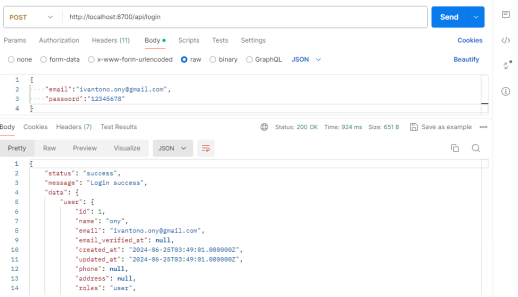 POST http://localhost:8700/api/login Send
Params Authorization Headers (11) Body Scripts Tests Settings Cookies
none form-data x-www-form-urlencoded raw binary GraphQL JSON Beautify
1 {
2 "email":"ivantono.ony@gmail.com",
3 "password":"12345678"
4 }
Body Cookies Headers (7) Test Results Status: 200 OK Time: 924 ms Size: 651 B Save as example
Pretty Raw Preview Visualize JSON
1 {
2 "status": "success",
3 "message": "Login success",
4 "data": {
5 "user": {
6 "id": 1,
7 "name": "ony",
8 "email": "ivantono.ony@gmail.com",
9 "email_verified_at": null,
10 "created_at": "2024-06-25T03:49:01.000000Z",
11 "updated_at": "2024-06-25T03:49:01.000000Z",
12 "phone": null,
13 "address": null,
14 "roles": "user",